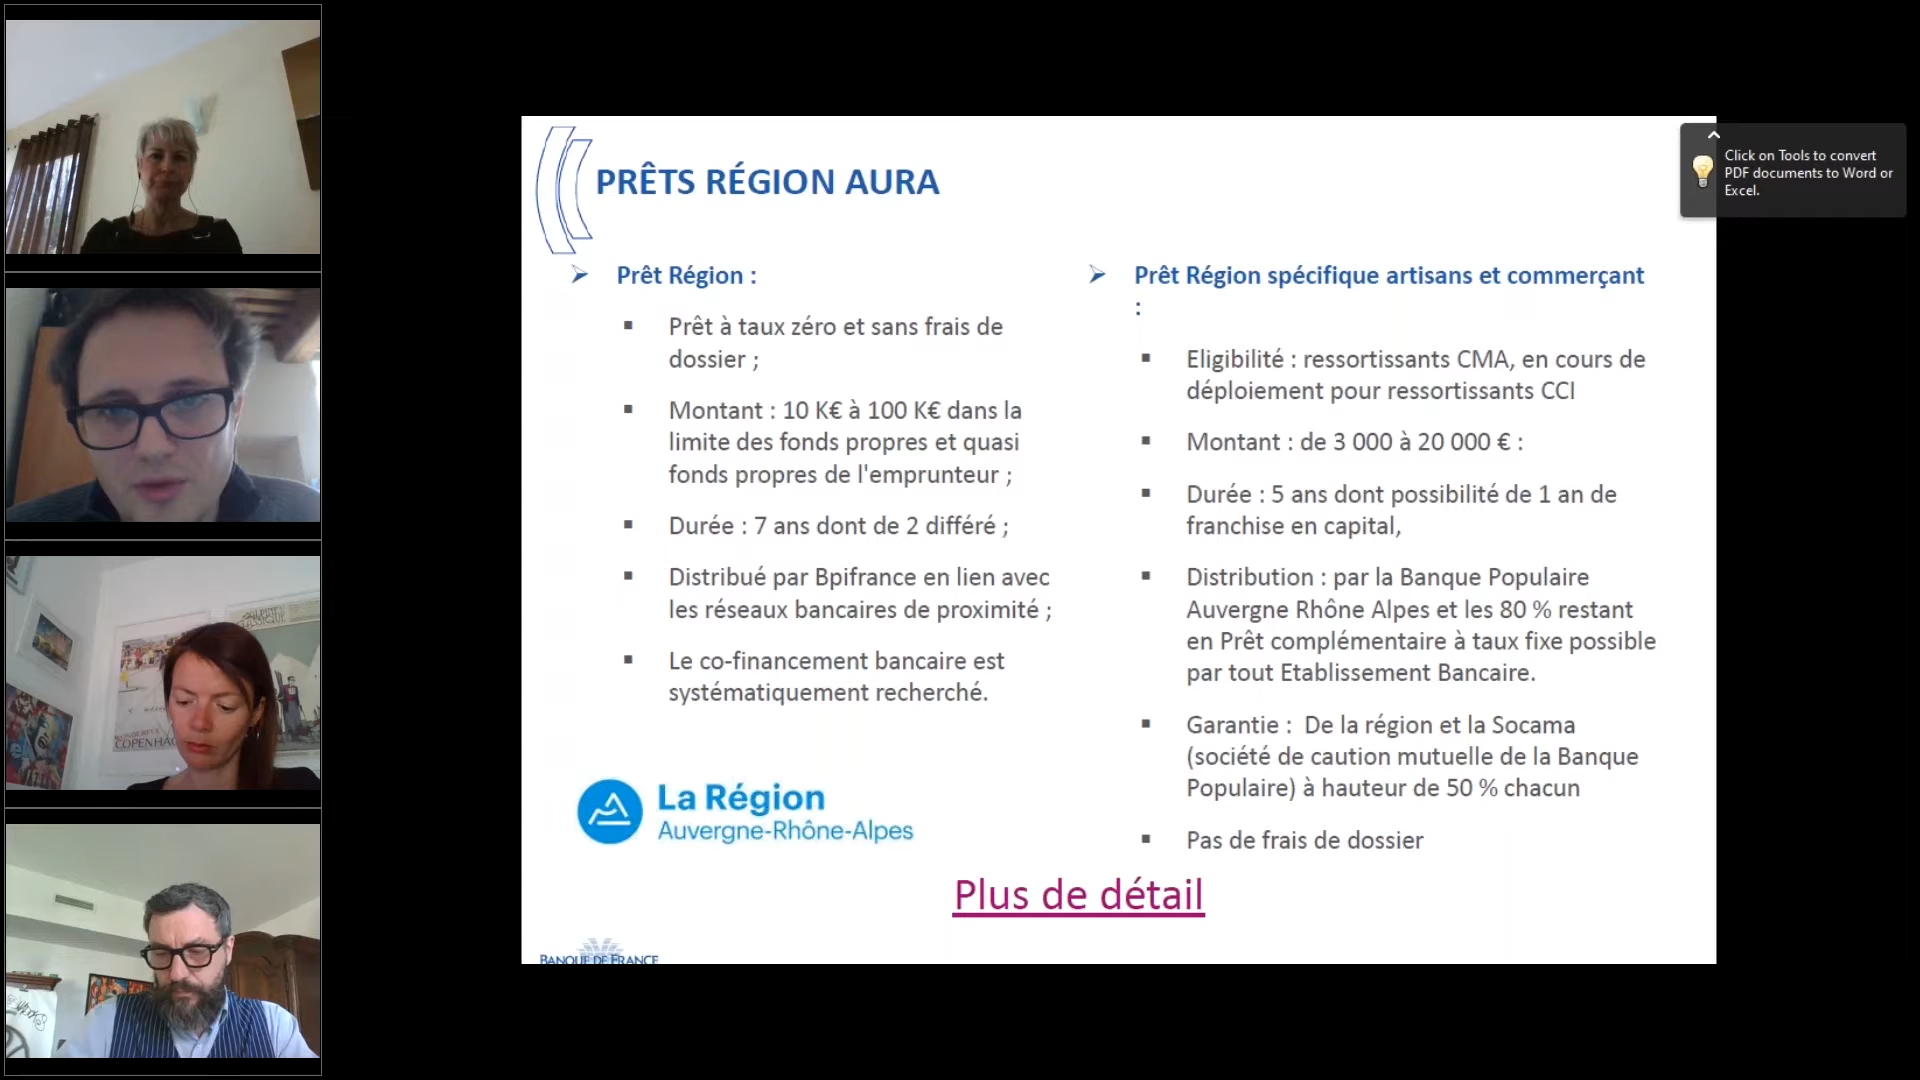 PRÊTS RÉGION AURA
Prêt Région :
Prêt à taux zéro et sans frais de
dossier ;
Montant : 10 K€ à 100 K€ dans la
limite des fonds propres et quasi
fonds propres de l'emprunteur ;
Durée : 7 ans dont de 2 différé ;
Distribué par Bpifrance en lien avec
les réseaux bancaires de proximité ;
Le co-financement bancaire est
systématiquement recherché.
La Région
Auvergne-Rhône-Alpes
Prêt Région spécifique artisans et commerçant
:
Eligibilité : ressortissants CMA, en cours de
déploiement pour ressortissants CCI
Montant : de 3 000 à 20 000 € :
Durée : 5 ans dont possibilité de 1 an de
franchise en capital,
Distribution : par la Banque Populaire
Auvergne Rhône Alpes et les 80 % restant
en Prêt complémentaire à taux fixe possible
par tout Etablissement Bancaire.
Garantie : De la région et la Socama
(société de caution mutuelle de la Banque
Populaire) à hauteur de 50 % chacun
Pas de frais de dossier
Plus de détail
BANQUE DE FRANCE
Click on Tools to convert
PDF documents to Word or
Excel.
WONDERFUL
COPENHAG